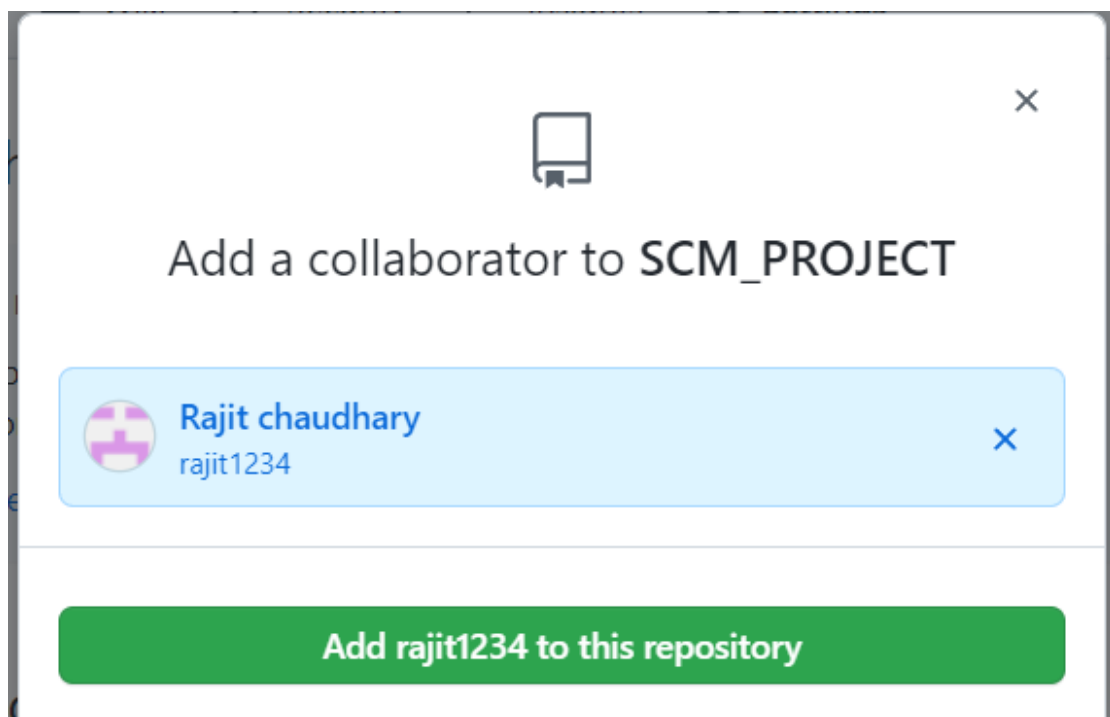 Add a collaborator to SCM_PROJECT
Rajit chaudhary
rajit1234
Add rajit1234 to this repository